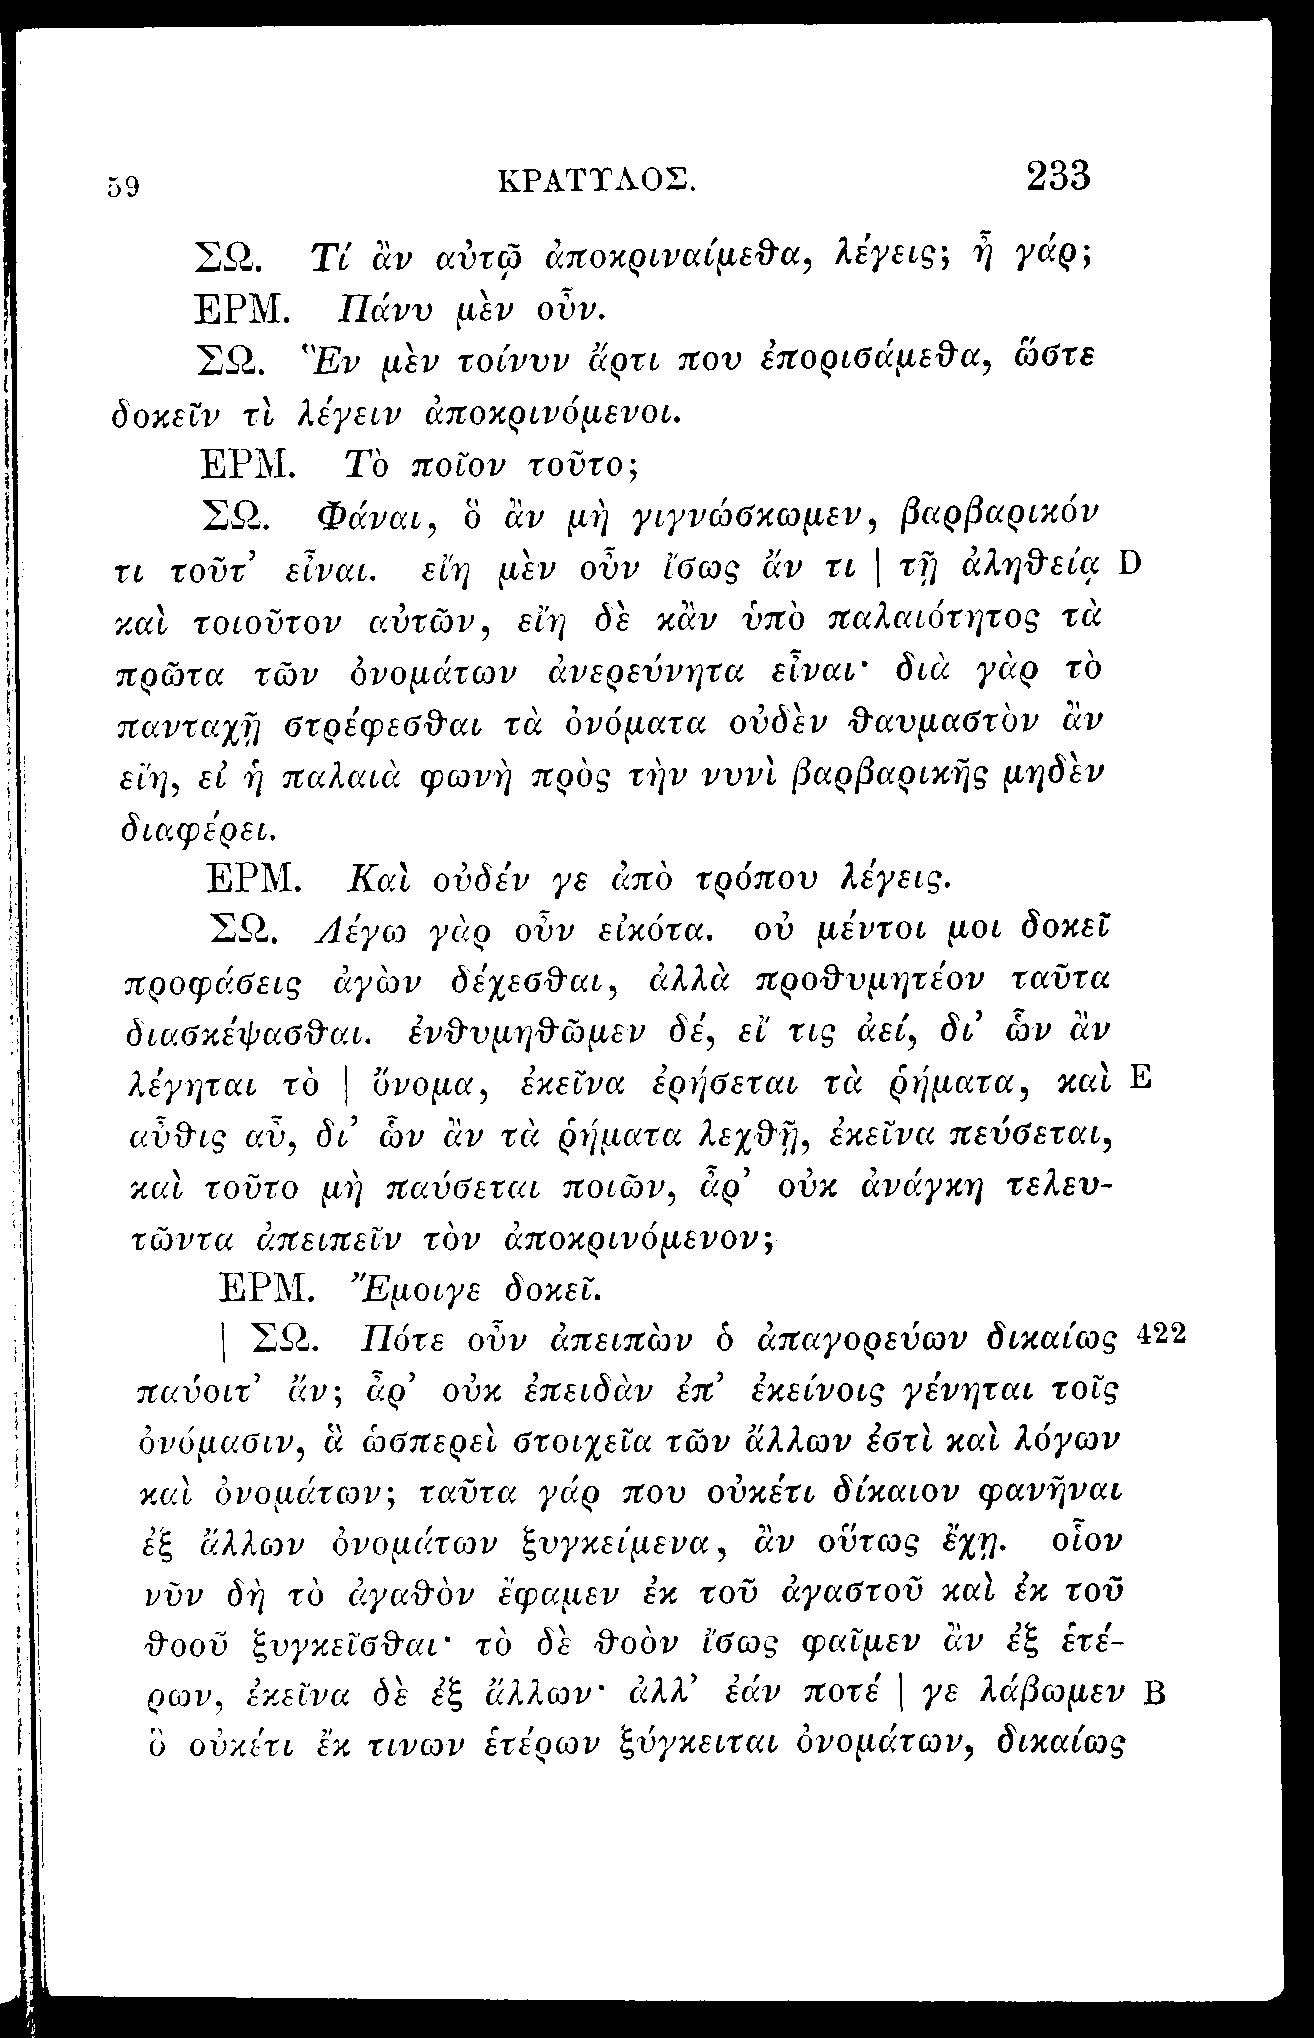 59 ΚΡΑΤΥΛΟΣ. 233
ΣΩ. Τί ἂν αὐτῷ ἀποκριναίμεθα, λέγεις; ἦ γάρ;
ΕΡΜ. Πάνυ μὲν οὖν.
ΣΩ. Ἓν μὲν τοίνυν ἄρτι που ἐπορισάμεθα, ὥστε
δοκεῖν τὶ λέγειν ἀποκρινόμενοι.
ΕΡΜ. Τὸ ποῖον τοῦτο;
ΣΩ. Φάναι, ὃ ἂν μὴ γιγνώσκωμεν, βαρβαρικόν
τι τοῦτ’ εἶναι. εἴη μὲν οὖν ἴσως ἄν τι | τῇ ἀληθείᾳ D
καὶ τοιοῦτον αὐτῶν, εἴη δὲ κἂν ὑπὸ παλαιότητος τὰ
πρῶτα τῶν ὀνομάτων ἀνερεύνητα εἶναι· διὰ γὰρ τὸ
πανταχῇ στρέφεσθαι τὰ ὀνόματα οὐδὲν θαυμαστὸν ἂν
εἴη, εἰ ἡ παλαιὰ φωνὴ πρὸς τὴν νυνὶ βαρβαρικῆς μηδὲν
διαφέρει.
ΕΡΜ. Καὶ οὐδέν γε ἀπὸ τρόπου λέγεις.
ΣΩ. Λέγω γὰρ οὖν εἰκότα. οὐ μέντοι μοι δοκεῖ
προφάσεις ἀγὼν δέχεσθαι, ἀλλὰ προθυμητέον ταῦτα
διασκέψασθαι. ἐνθυμηθῶμεν δέ, εἴ τις ἀεί, δι’ ὧν ἂν
λέγηται τὸ | ὄνομα, ἐκεῖνα ἐρήσεται τὰ ῥήματα, καὶ E
αὖθις αὖ, δι’ ὧν ἂν τὰ ῥήματα λεχθῇ, ἐκεῖνα πεύσεται,
καὶ τοῦτο μὴ παύσεται ποιῶν, ἆρ’ οὐκ ἀνάγκη τελευ-
τῶντα ἀπειπεῖν τὸν ἀποκρινόμενον;
ΕΡΜ. Ἔμοιγε δοκεῖ.
| ΣΩ. Πότε οὖν ἀπειπὼν ὁ ἀπαγορεύων δικαίως 422
παύοιτ’ ἄν; ἆρ’ οὐκ ἐπειδὰν ἐπ’ ἐκείνοις γένηται τοῖς
ὀνόμασιν, ἃ ὡσπερεὶ στοιχεῖα τῶν ἄλλων ἐστὶ καὶ λόγων
καὶ ὀνομάτων; ταῦτα γάρ που οὐκέτι δίκαιον φανῆναι
ἐξ ἄλλων ὀνομάτων ξυγκείμενα, ἂν οὕτως ἔχῃ. οἷον
νῦν δὴ τὸ ἀγαθὸν ἔφαμεν ἐκ τοῦ ἀγαστοῦ καὶ ἐκ τοῦ
θοοῦ ξυγκεῖσθαι· τὸ δὲ θοὸν ἴσως φαῖμεν ἂν ἐξ ἑτέ-
ρων, ἐκεῖνα δὲ ἐξ ἄλλων· ἀλλ’ ἐάν ποτέ | γε λάβωμεν B
ὃ οὐκέτι ἔκ τινων ἑτέρων ξύγκειται ὀνομάτων, δικαίως